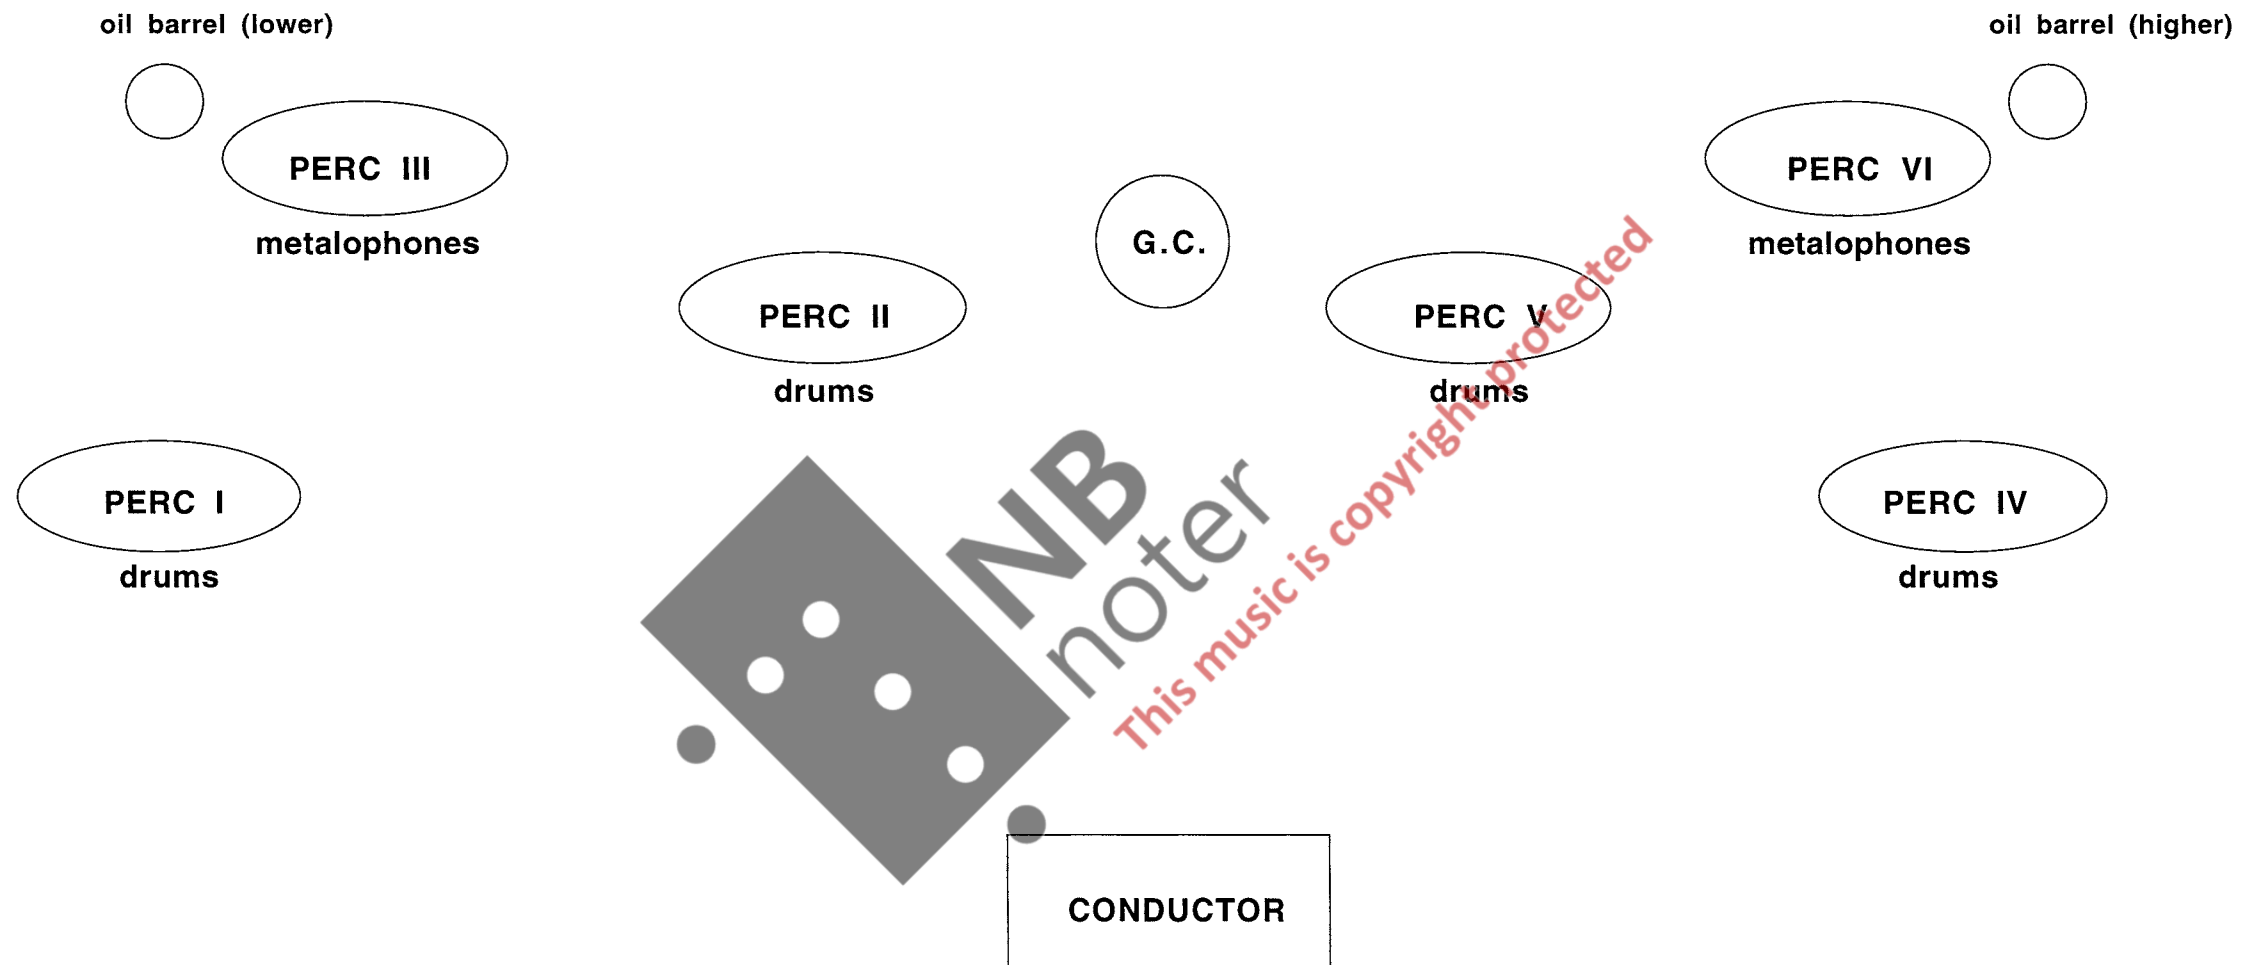 oil barrel (lower)
oil barrel (higher)
PERC III
PERC VI
metalophones
G.C.
metalophones
PERC II
PERC V
drums
drums
PERC I
PERC IV
drums
drums
NB
noter
This music is copyright protected
CONDUCTOR